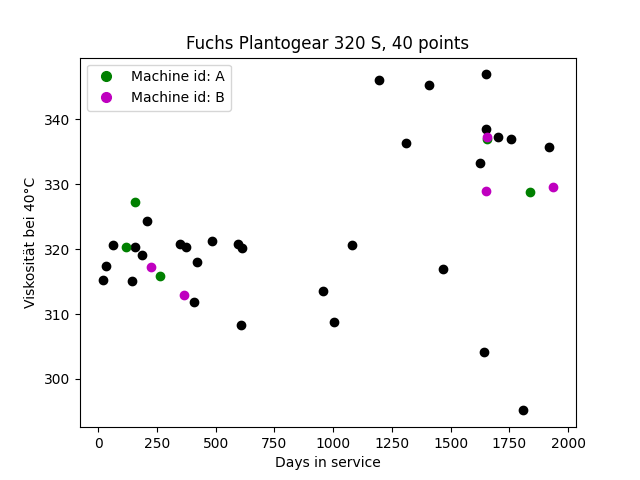 Fuchs Plantogear 320 S, 40 points
Machine id: A
Machine id: B
Viskosität bei 40°C
340
330
320
310
300
0 250 500 750 1000 1250 1500 1750 2000
Days in service